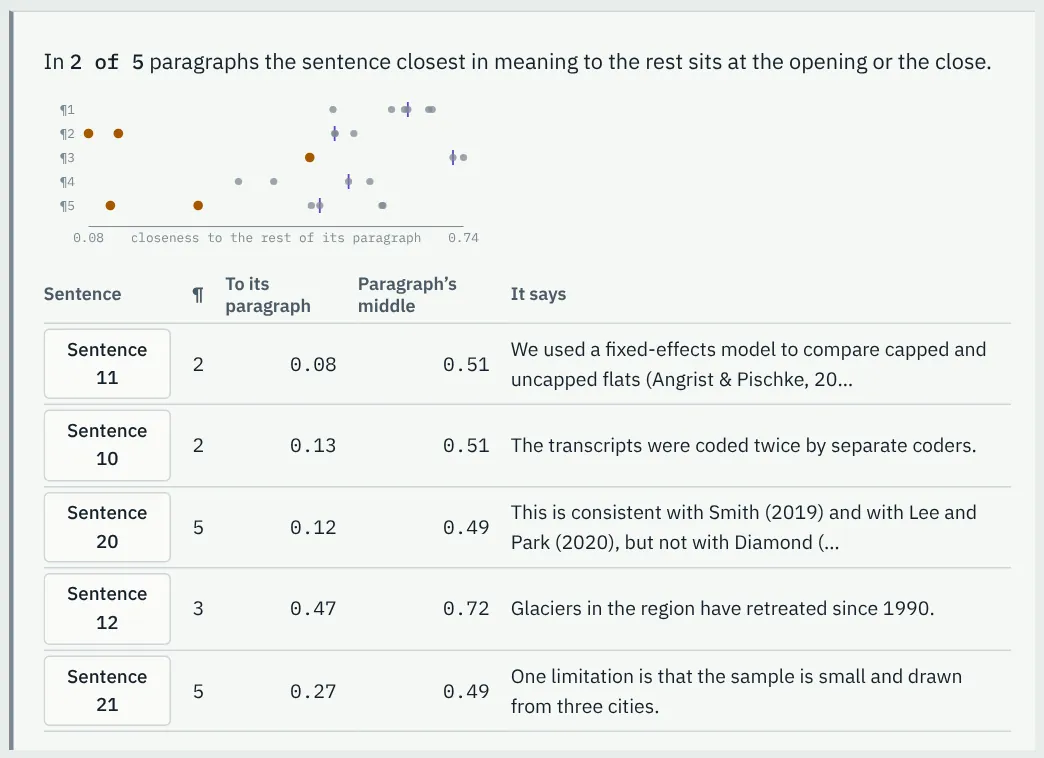 In 2 of 5 paragraphs the sentence closest in meaning to the rest sits at the opening or the close.
¶1
¶2
¶3
¶4
¶5
0.08 closeness to the rest of its paragraph 0.74
Sentence ¶ To its paragraph Paragraph's middle It says
Sentence 11 2 0.08 0.51 We used a fixed-effects model to compare capped and
uncapped flats (Angrist & Pischke, 20...
Sentence 10 2 0.13 0.51 The transcripts were coded twice by separate coders.
Sentence 20 5 0.12 0.49 This is consistent with Smith (2019) and with Lee and
Park (2020), but not with Diamond (...
Sentence 12 3 0.47 0.72 Glaciers in the region have retreated since 1990.
Sentence 21 5 0.27 0.49 One limitation is that the sample is small and drawn
from three cities.